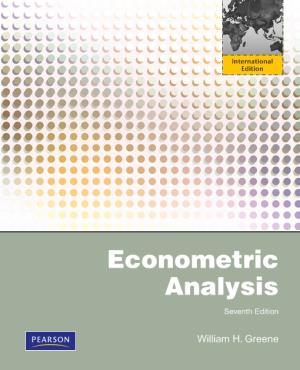 International
Edition
Econometric
Analysis
Seventh Edition
William H. Greene
PEARSON